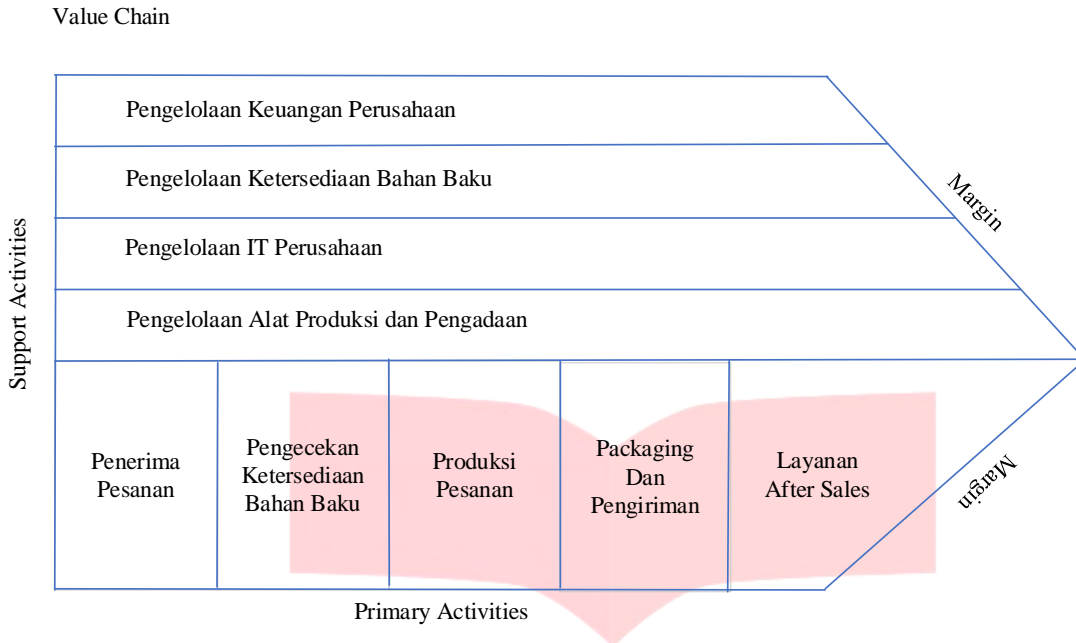 Value Chain
Pengelolaan Keuangan Perusahaan
Pengelolaan Ketersediaan Bahan Baku
Pengelolaan IT Perusahaan
Pengelolaan Alat Produksi dan Pengadaan
Support Activities
Margin
Penerima
Pesanan
Pengecekan
Ketersediaan
Bahan Baku
Produksi
Pesanan
Packaging
Dan
Pengiriman
Layanan
After Sales
Margin
Primary Activities